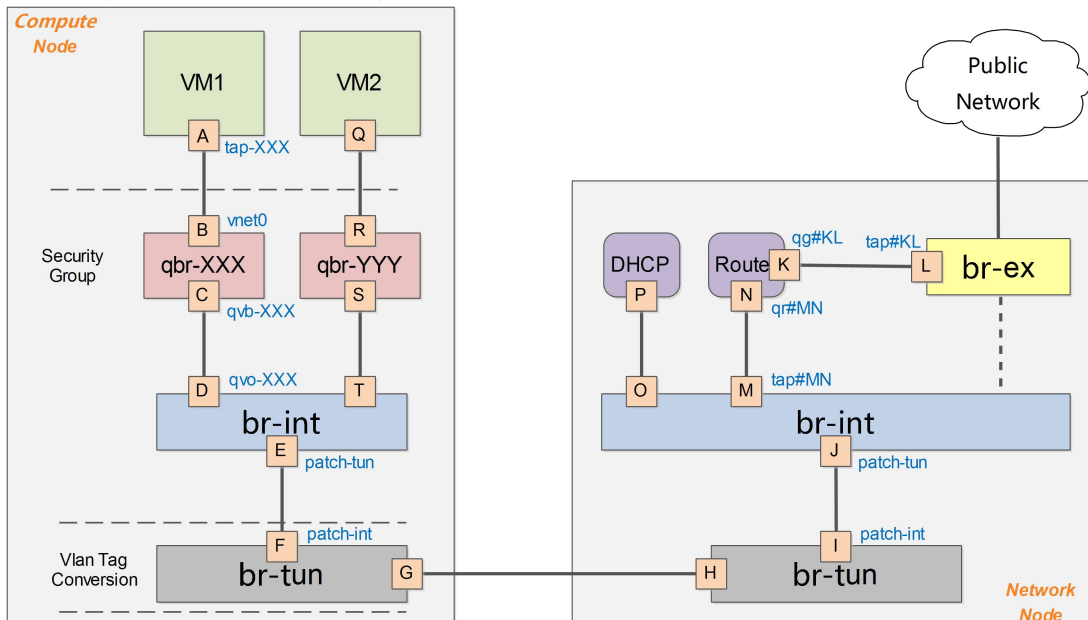 Compute
Node
VM1
VM2
A
tap-XXX
Q
Public
Network
B
vnet0
R
Security
Group
qbr-XXX
qbr-YYY
C
qvb-XXX
S
DHCP
Route
K
qg#KL
tap#KL
L
br-ex
P
N
qr#MN
D
qvo-XXX
T
br-int
E
patch-tun
O
M
tap#MN
br-int
J
patch-tun
Vlan Tag
Conversion
F
patch-int
br-tun
G
H
I
patch-int
br-tun
Network
Node